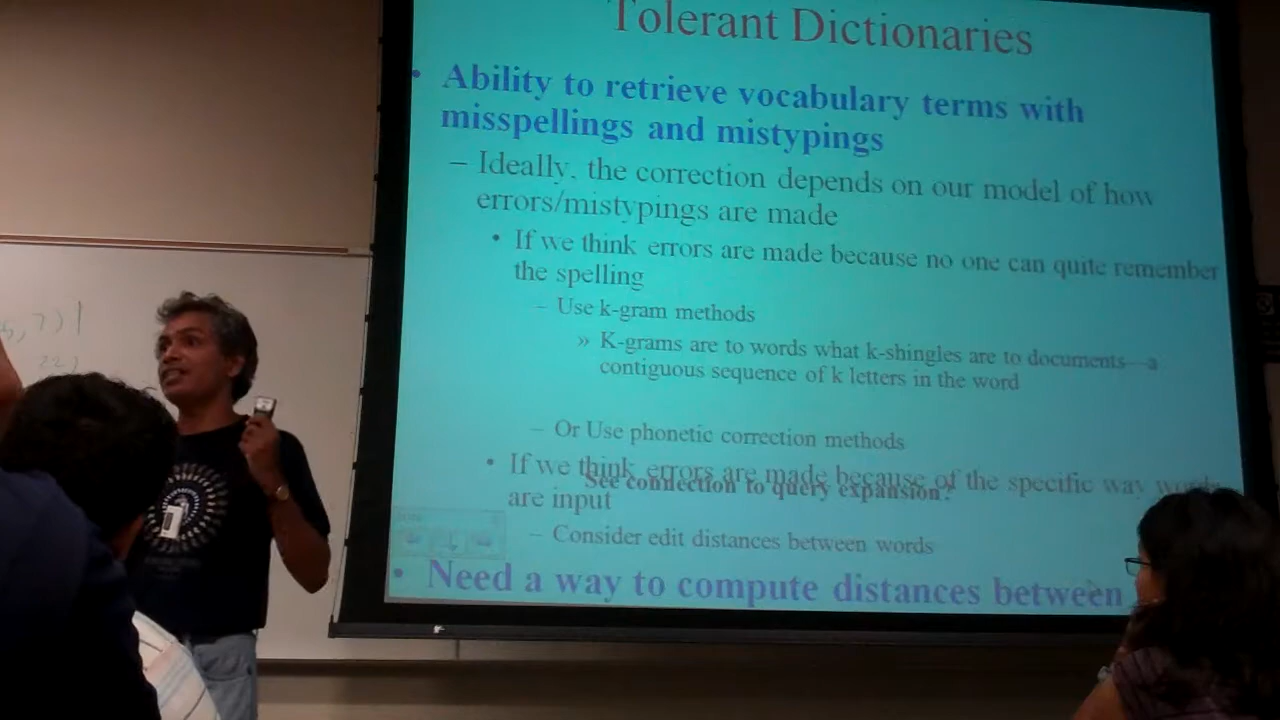 Tolerant Dictionaries
• Ability to retrieve vocabulary terms with
misspellings and mistypings
– Ideally, the correction depends on our model of how
errors/mistypings are made
• If we think errors are made because no one can quite remember
the spelling
– Use k-gram methods
» K-grams are to words what k-shingles are to documents—a
contiguous sequence of k letters in the word
– Or Use phonetic correction methods
• If we think errors are made because of the specific way words
See connection to query expansion?
are input
– Consider edit distances between words
• Need a way to compute distances between
, 7) |
22)